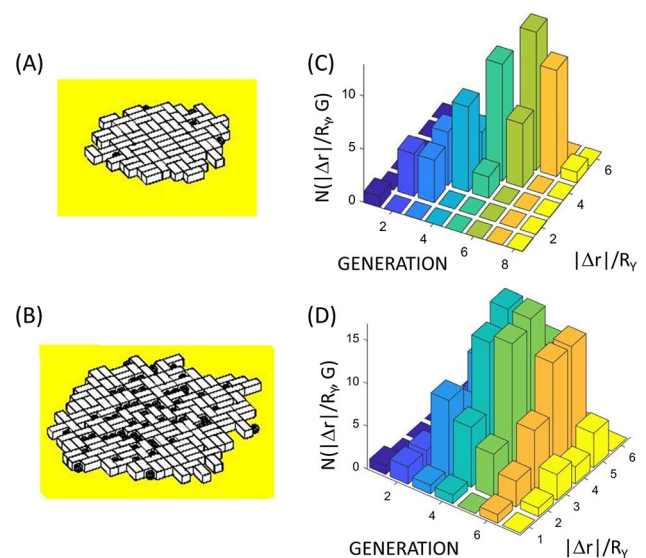 (A)
(C)
N(|Δr|/R_Y, G)
10
5
0
2
4
6
8
2
4
6
GENERATION
|Δr|/R_Y
(B)
(D)
N(|Δr|/R_Y, G)
15
10
5
0
2
4
6
1
2
3
4
5
6
GENERATION
|Δr|/R_Y